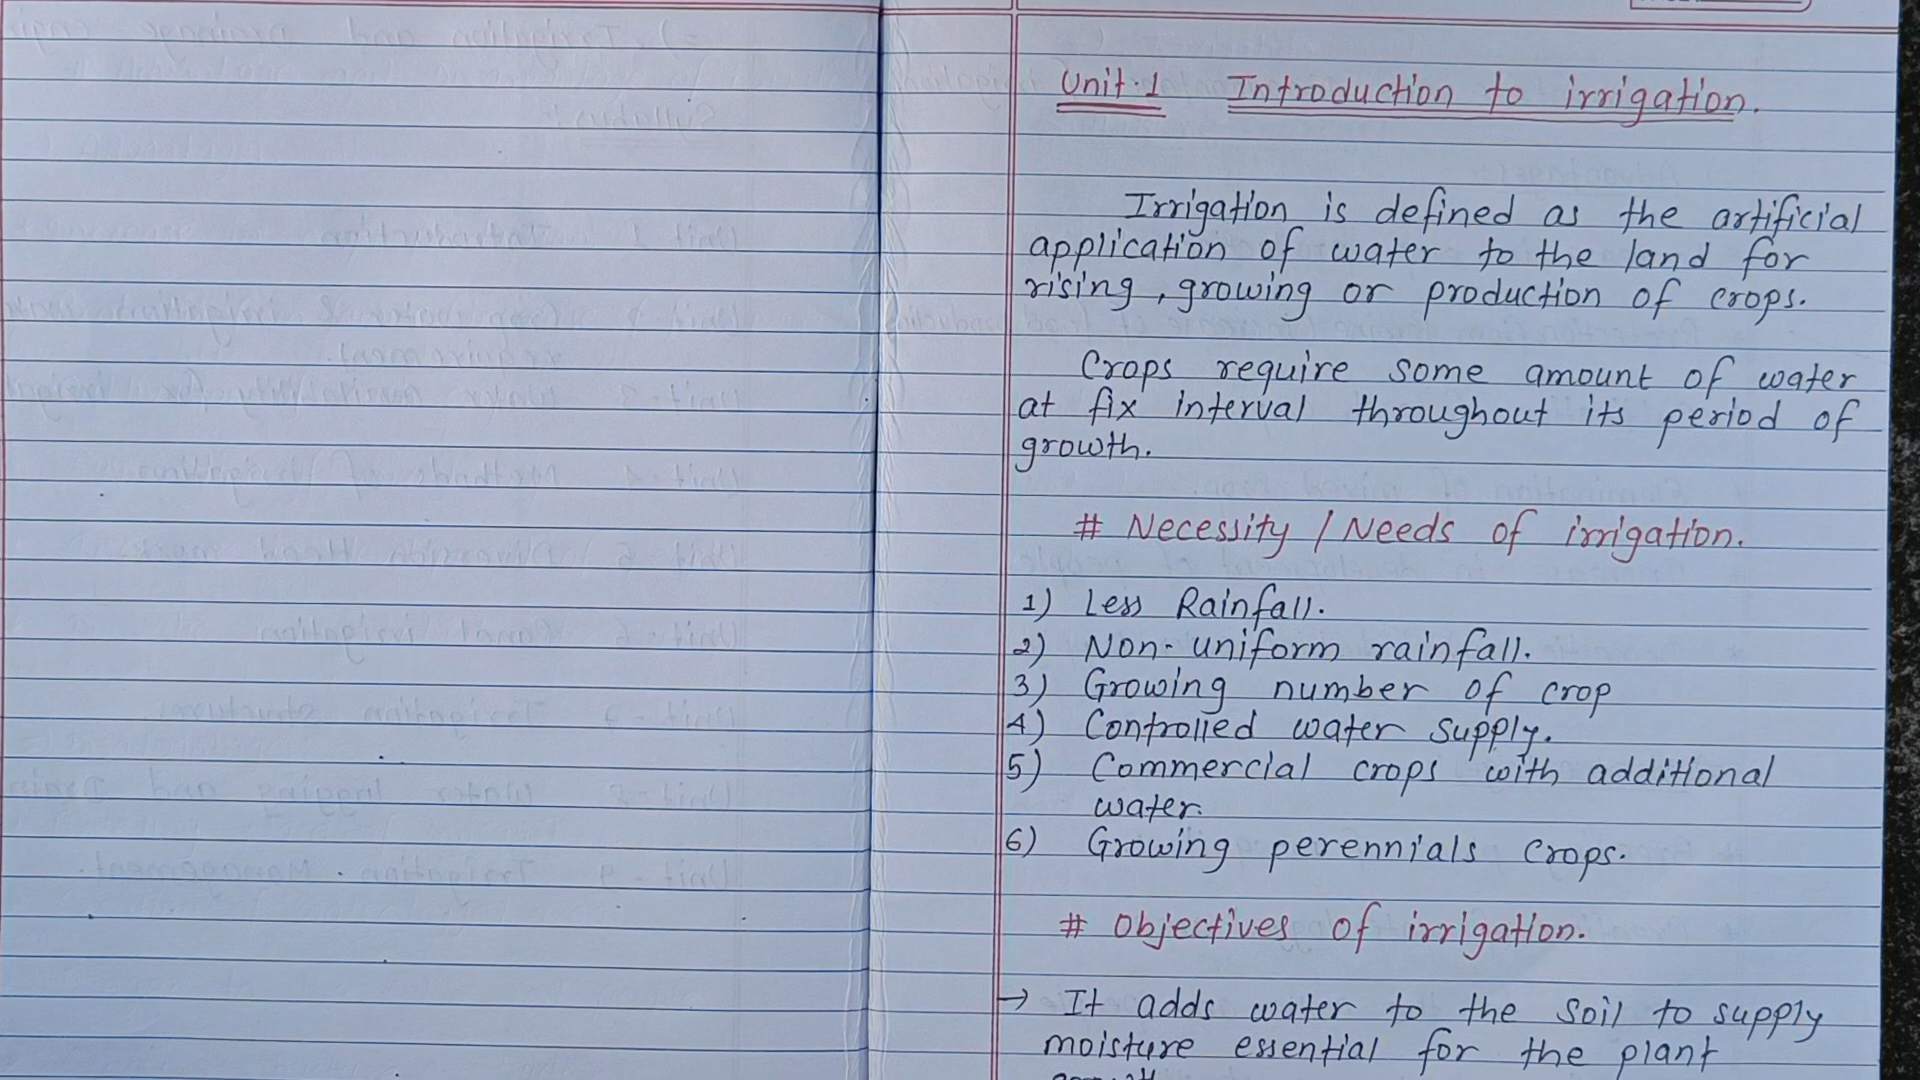 Unit-1 Introduction to irrigation.
Irrigation is defined as the artificial
application of water to the land for
rising, growing or production of crops.
Crops require some amount of water
at fix interval throughout its period of
growth.
# Necessity / Needs of irrigation.
1) Less Rainfall.
2) Non-uniform rainfall.
3) Growing number of crop
4) Controlled water supply.
5) Commercial crops with additional
water.
6) Growing perennials crops.
# Objectives of irrigation.
→ It adds water to the soil to supply
moisture essential for the plant